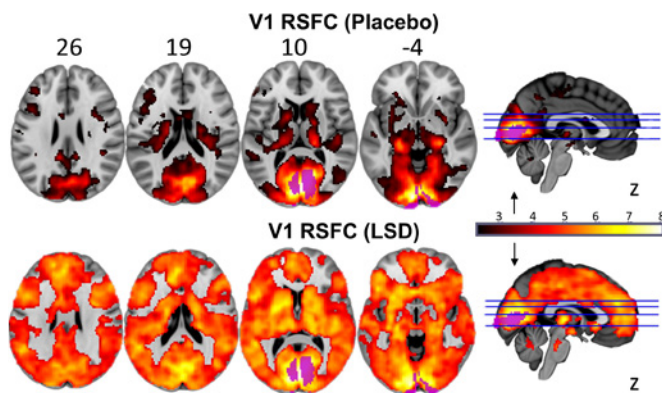 V1 RSFC (Placebo)
26 19 10 -4
Z
3 4 5 6 7 8
V1 RSFC (LSD)
Z